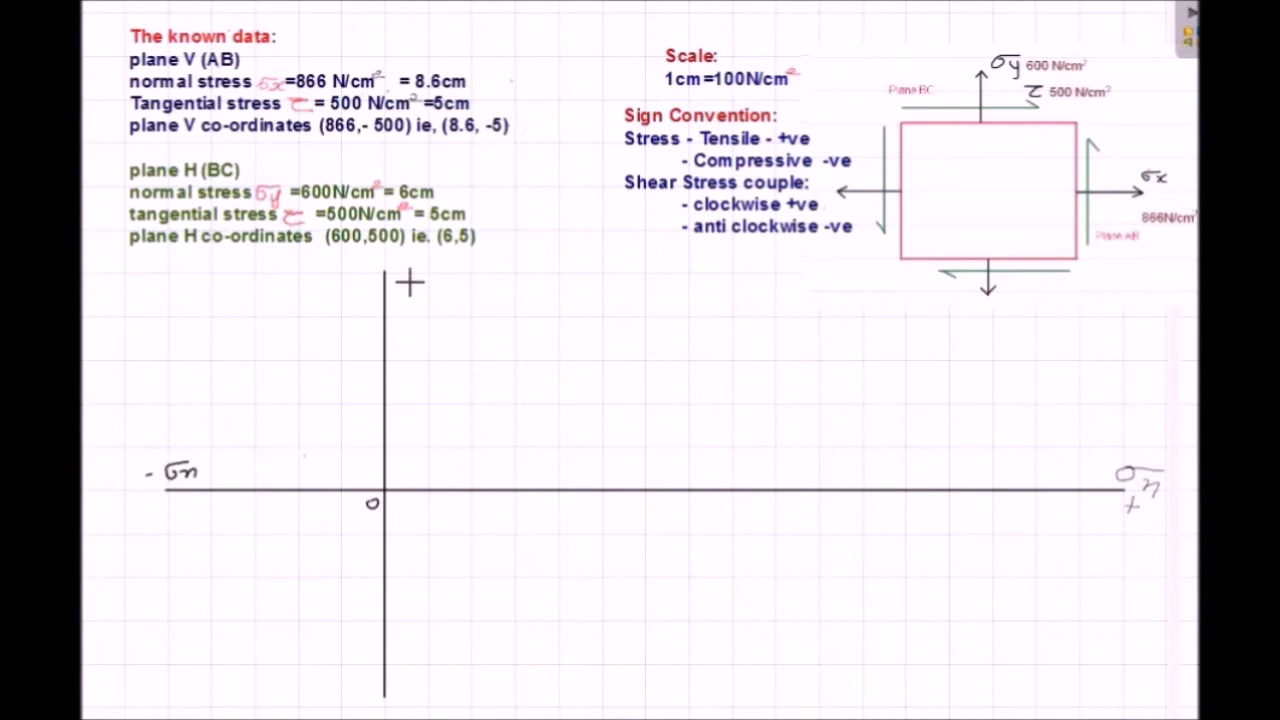 The known data:
plane V (AB)
normal stress σx=866 N/cm² = 8.6cm
Tangential stress τ = 500 N/cm² =5cm
plane V co-ordinates (866,- 500) ie, (8.6, -5)
plane H (BC)
normal stress σy =600N/cm² = 6cm
tangential stress τ =500N/cm² = 5cm
plane H co-ordinates (600,500) ie. (6,5)
Scale:
1cm=100N/cm²
Sign Convention:
Stress - Tensile - +ve
- Compressive -ve
Shear Stress couple:
- clockwise +ve
- anti clockwise -ve
σy 600 N/cm²
τ 500 N/cm²
Plane BC
σx
866N/cm²
Plane AB
+
- σn
σn
+
0